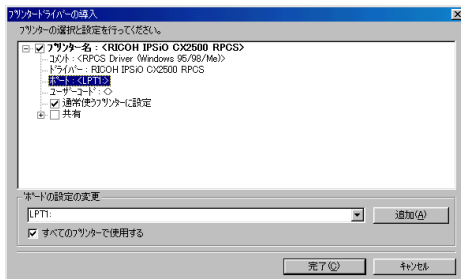 プリンタードライバーの導入
プリンターの選択と設定を行ってください。
プリンター名 : <RICOH IPSiO CX2500 RPCS>
コメント : <RPCS Driver (Windows 95/98/Me)>
ドライバー : RICOH IPSiO CX2500 RPCS
ポート : <LPT1:>
ユーザーコード : <>
通常使うプリンターに設定
共有
'ポート'の設定の変更
LPT1:
追加(A)
すべてのプリンターで使用する
完了(C)
キャンセル